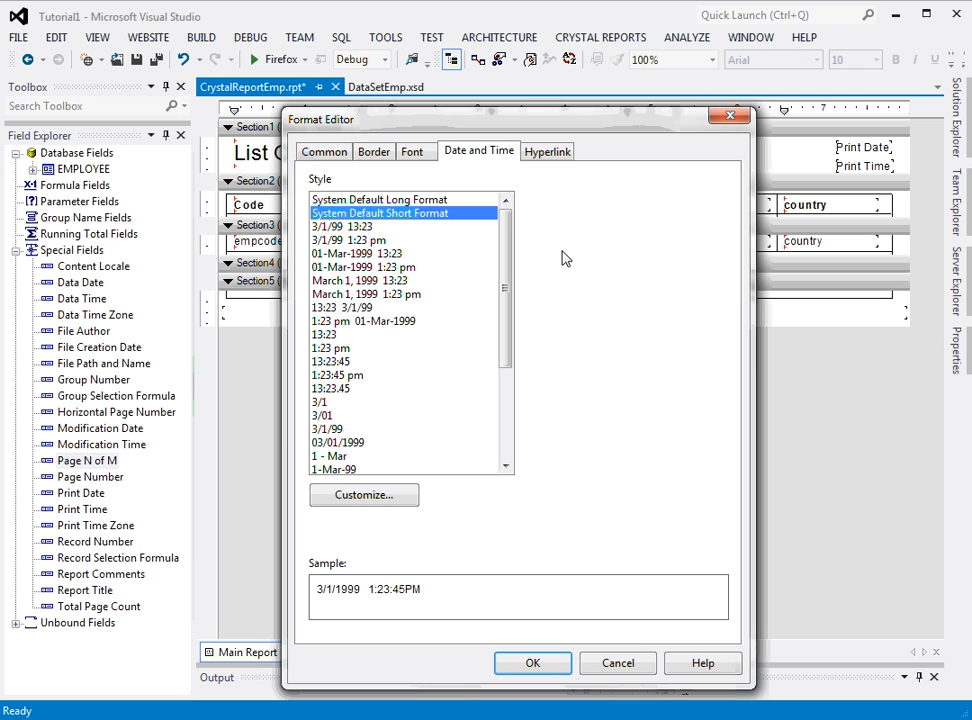 Tutorial1 - Microsoft Visual Studio
Quick Launch (Ctrl+Q)
FILE EDIT VIEW WEBSITE BUILD DEBUG TEAM SQL TOOLS TEST ARCHITECTURE CRYSTAL REPORTS ANALYZE WINDOW HELP
Firefox Debug 100% Arial 10 B I U
Toolbox
Search Toolbox
Field Explorer
Database Fields
EMPLOYEE
Formula Fields
Parameter Fields
Group Name Fields
Running Total Fields
Special Fields
Content Locale
Data Date
Data Time
Data Time Zone
File Author
File Creation Date
File Path and Name
Group Number
Group Selection Formula
Horizontal Page Number
Modification Date
Modification Time
Page N of M
Page Number
Print Date
Print Time
Print Time Zone
Record Number
Record Selection Formula
Report Comments
Report Title
Total Page Count
Unbound Fields
CrystalReportEmp.rpt* DataSetEmp.xsd
7
Section1
List
Print Date
Print Time
Section2
Code
country
Section3
empcode
country
Section4
Section5
Format Editor
Common Border Font Date and Time Hyperlink
Style
System Default Long Format
System Default Short Format
3/1/99 13:23
3/1/99 1:23 pm
01-Mar-1999 13:23
01-Mar-1999 1:23 pm
March 1, 1999 13:23
March 1, 1999 1:23 pm
13:23 3/1/99
1:23 pm 01-Mar-1999
13:23
1:23 pm
13:23:45
1:23:45 pm
13:23.45
3/1
3/01
3/1/99
03/01/1999
1 - Mar
1-Mar-99
Customize...
Sample:
3/1/1999 1:23:45PM
OK Cancel Help
Main Report
Output
Solution Explorer
Team Explorer
Server Explorer
Properties
Ready